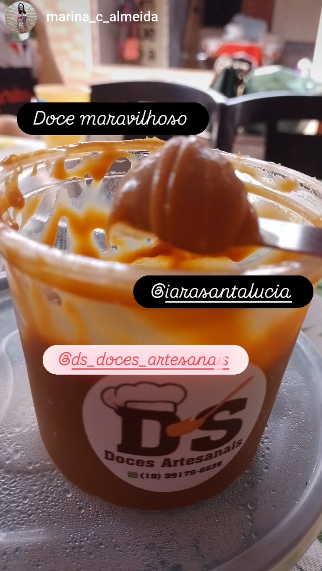 marina_c_almeida
Doce maravilhoso
@iarasantalucia
@ds_doces_artesanais
DS
Doces Artesanais